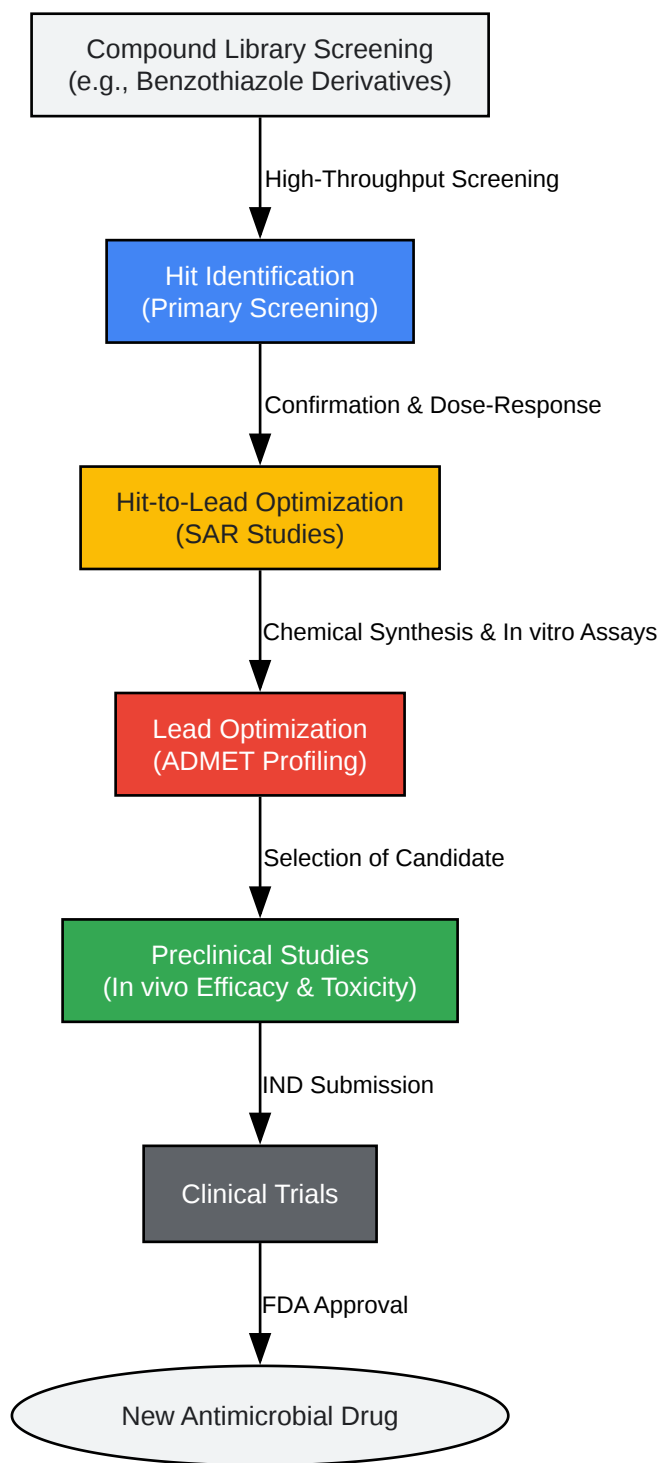 Compound Library Screening
(e.g., Benzothiazole Derivatives)
High-Throughput Screening
Hit Identification
(Primary Screening)
Confirmation & Dose-Response
Hit-to-Lead Optimization
(SAR Studies)
Chemical Synthesis & In vitro Assays
Lead Optimization
(ADMET Profiling)
Selection of Candidate
Preclinical Studies
(In vivo Efficacy & Toxicity)
IND Submission
Clinical Trials
FDA Approval
New Antimicrobial Drug